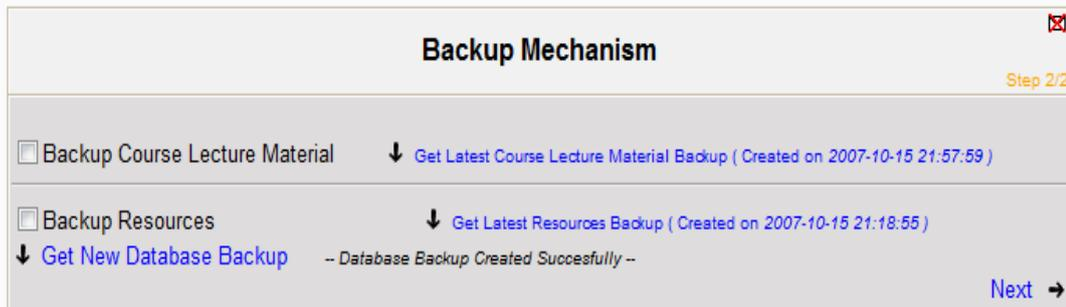 Backup Mechanism
Step 2/2
Backup Course Lecture Material Get Latest Course Lecture Material Backup ( Created on 2007-10-15 21:57:59 )
Backup Resources Get Latest Resources Backup ( Created on 2007-10-15 21:18:55 )
Get New Database Backup -- Database Backup Created Succesfully --
Next